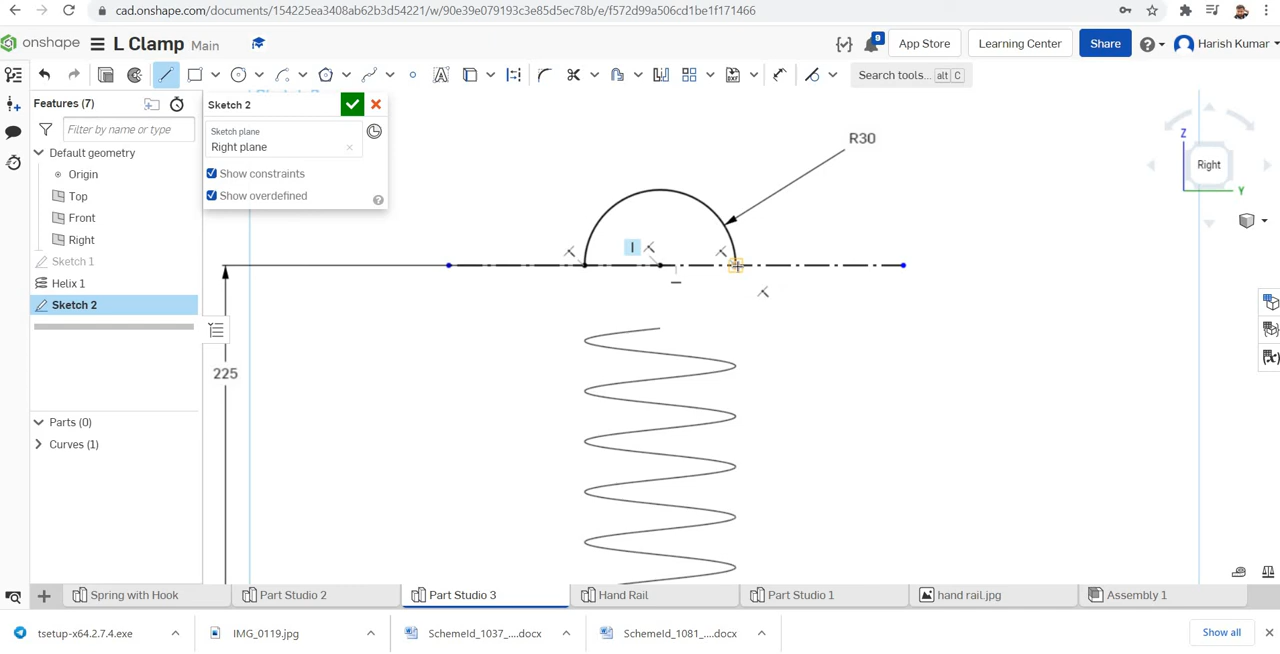 cad.onshape.com/documents/154225ea3408ab62b3d54221/w/90e39e079193c3e85d5ec78b/e/f572d99a506cd1be1f171466
onshape L Clamp Main 9 App Store Learning Center Share Harish Kumar
Search tools... alt C
Features (7)
Filter by name or type
Default geometry
Origin
Top
Front
Right
Sketch 1
Helix 1
Sketch 2
Parts (0)
Curves (1)
Sketch 2
Sketch plane
Right plane
Show constraints
Show overdefined
R30
225
Z
Right
Y
Spring with Hook Part Studio 2 Part Studio 3 Hand Rail Part Studio 1 hand rail.jpg Assembly 1
tsetup-x64.2.7.4.exe IMG_0119.jpg SchemeId_1037_....docx SchemeId_1081_....docx Show all